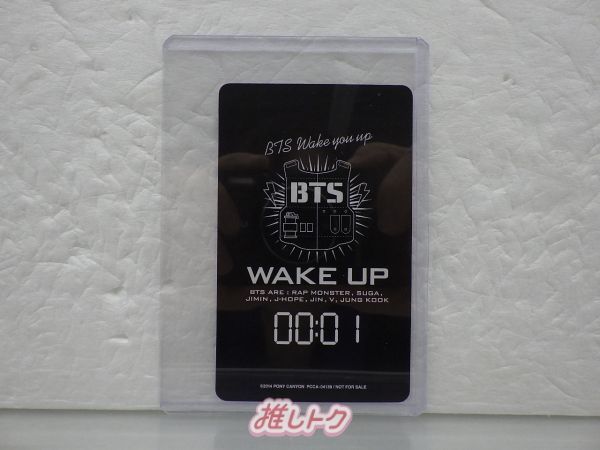 BTS Wake you up
BTS
WAKE UP
BTS ARE : RAP MONSTER, SUGA,
JIMIN, J-HOPE, JIN, V, JUNG KOOK
00:01
©2014 PONY CANYON PCCA-04139 / NOT FOR SALE
推しトク